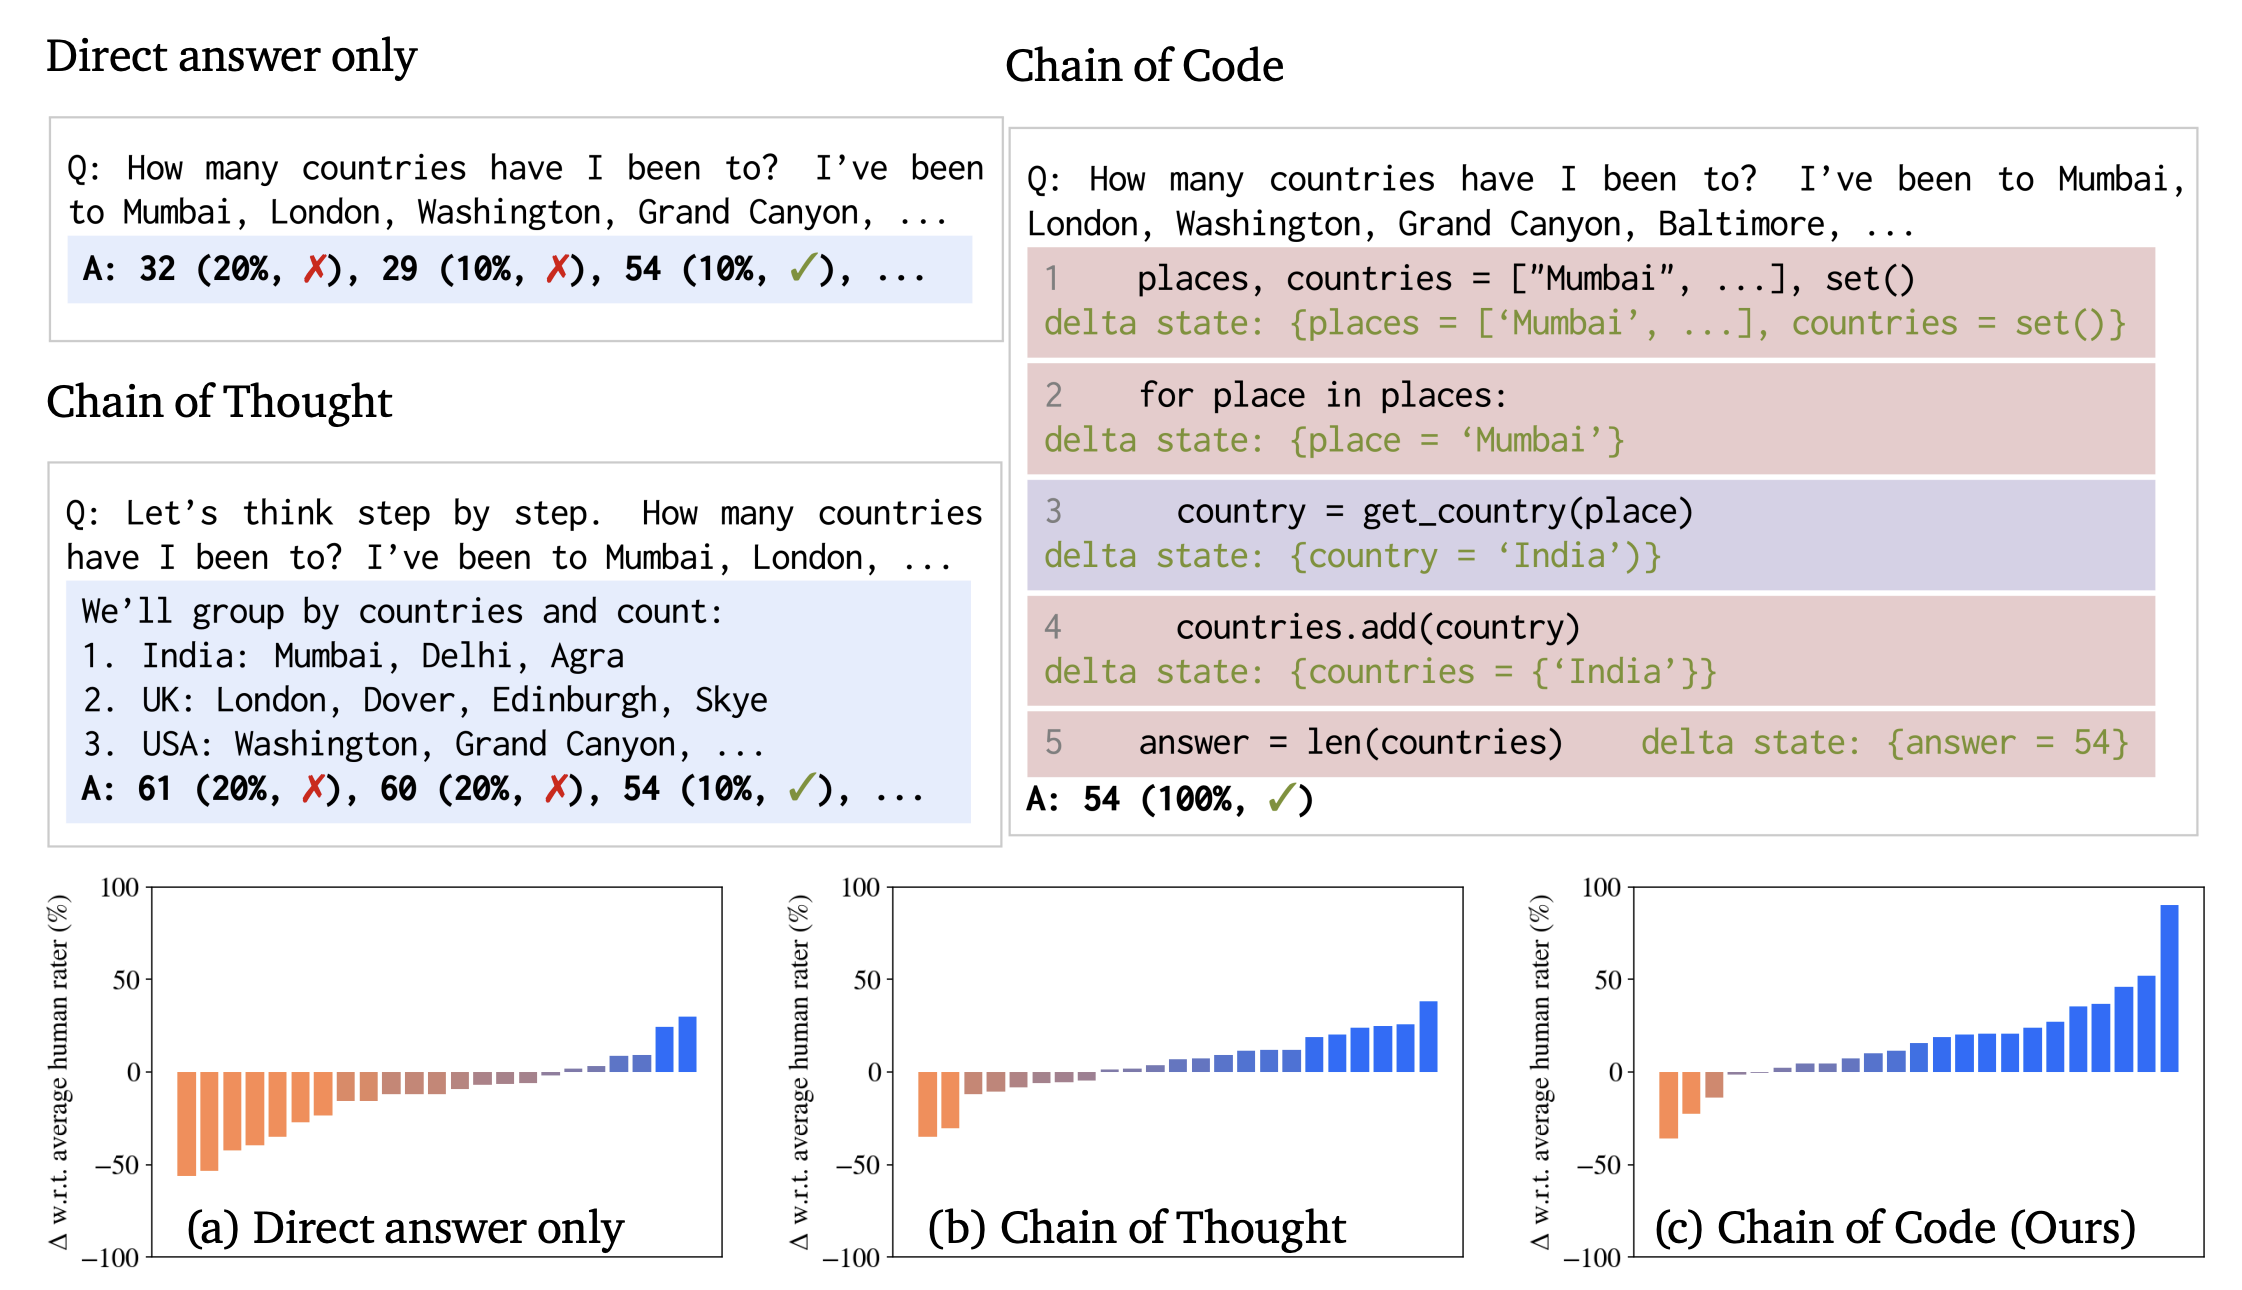 Direct answer only
Q: How many countries have I been to? I’ve been
to Mumbai, London, Washington, Grand Canyon, ...
A: 32 (20%, ✗), 29 (10%, ✗), 54 (10%, ✓), ...
Chain of Thought
Q: Let’s think step by step. How many countries
have I been to? I’ve been to Mumbai, London, ...
We’ll group by countries and count:
1. India: Mumbai, Delhi, Agra
2. UK: London, Dover, Edinburgh, Skye
3. USA: Washington, Grand Canyon, ...
A: 61 (20%, ✗), 60 (20%, ✗), 54 (10%, ✓), ...
Chain of Code
Q: How many countries have I been to? I’ve been to Mumbai,
London, Washington, Grand Canyon, Baltimore, ...
1 places, countries = ["Mumbai", ...], set()
delta state: {places = [‘Mumbai’, ...], countries = set()}
2 for place in places:
delta state: {place = ‘Mumbai’}
3 country = get_country(place)
delta state: {country = ‘India’)}
4 countries.add(country)
delta state: {countries = {‘India’}}
5 answer = len(countries) delta state: {answer = 54}
A: 54 (100%, ✓)
Δ w.r.t. average human rater (%)
100
50
0
−50
−100
(a) Direct answer only
Δ w.r.t. average human rater (%)
100
50
0
−50
−100
(b) Chain of Thought
Δ w.r.t. average human rater (%)
100
50
0
−50
−100
(c) Chain of Code (Ours)